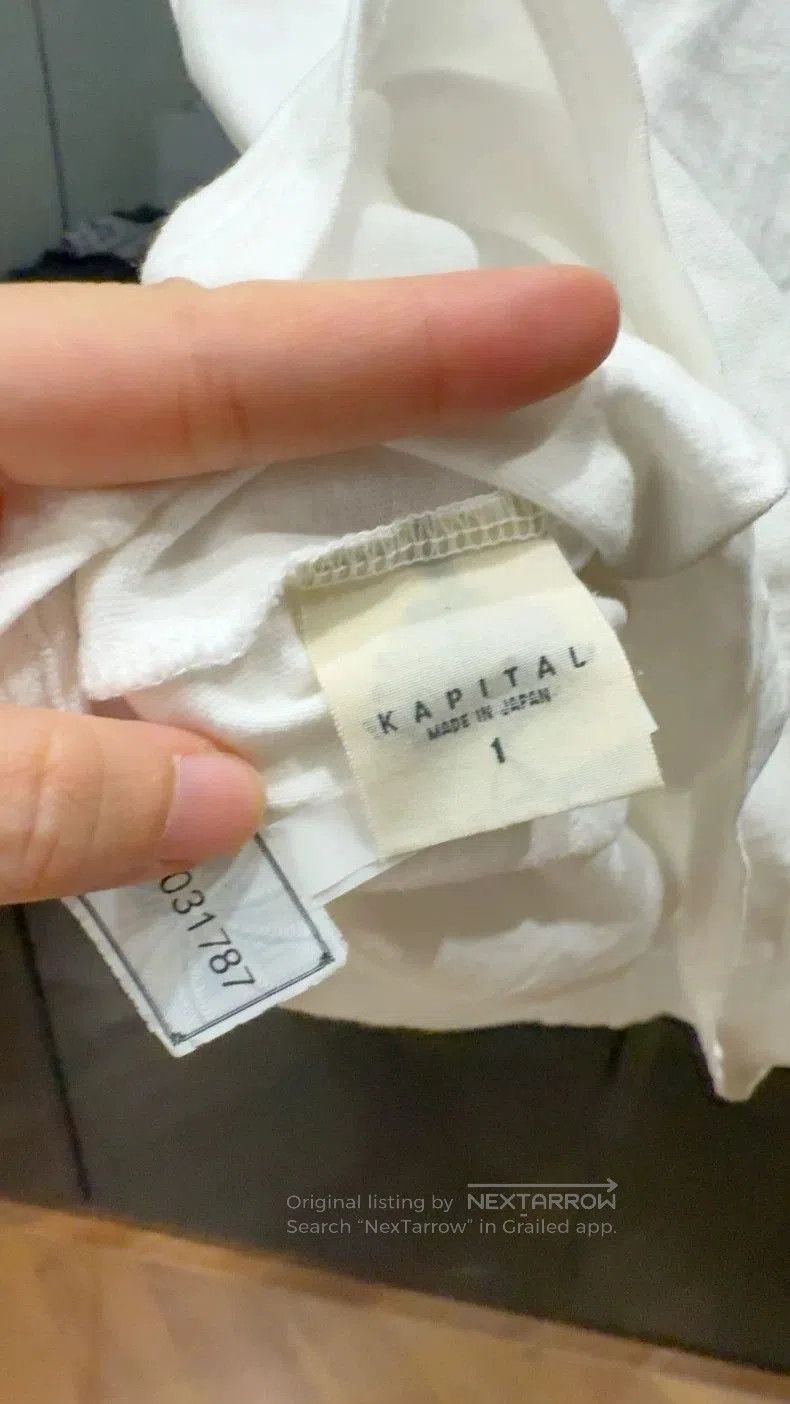 KAPITAL
MADE IN JAPAN
1
031787
Original listing by NEXTARROW
Search “NexTarrow” in Grailed app.